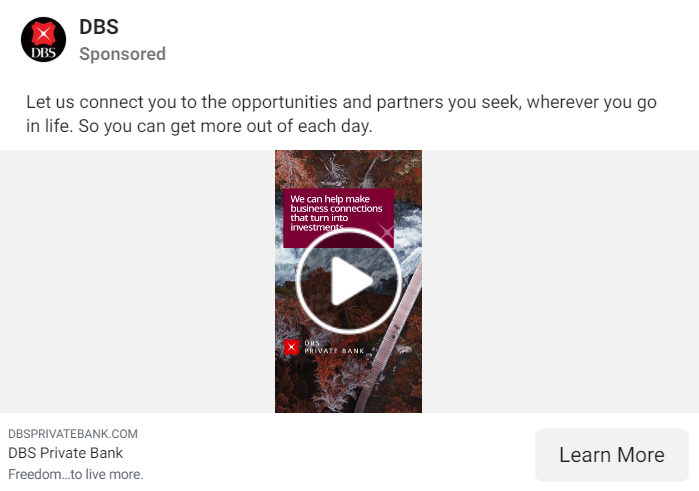 DBS
DBS
Sponsored
Let us connect you to the opportunities and partners you seek, wherever you go
in life. So you can get more out of each day.
We can help make
business connections
that turn into
investments
DBS
PRIVATE BANK
DBSPRIVATEBANK.COM
DBS Private Bank
Freedom...to live more.
Learn More